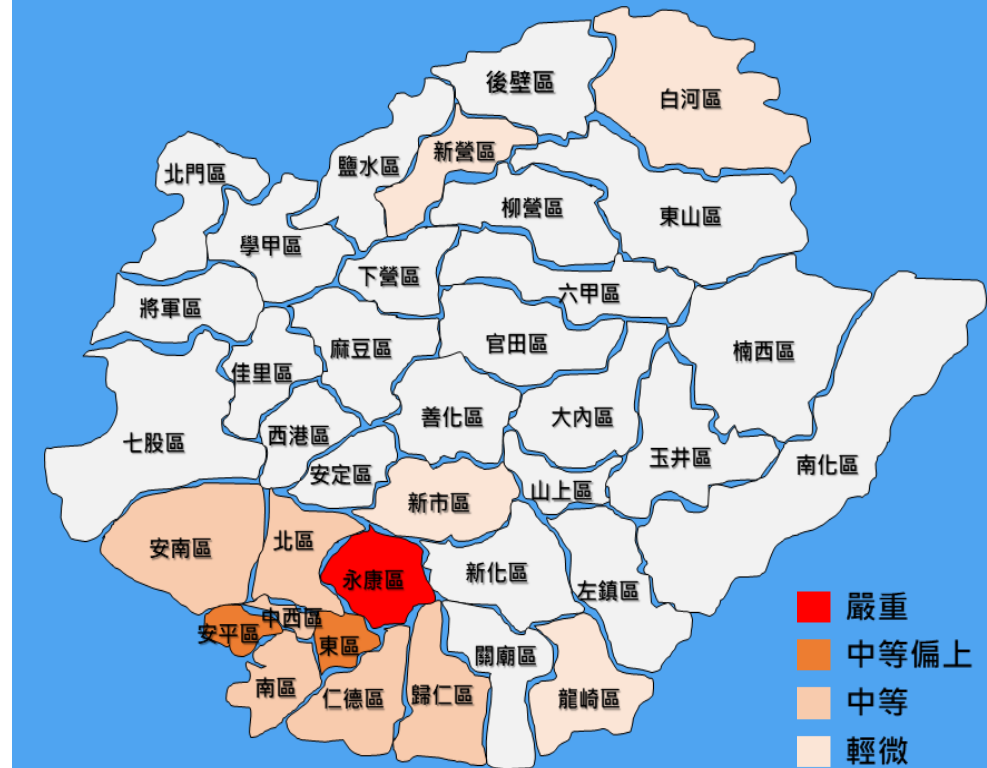 後壁區
白河區
新營區
鹽水區
北門區
柳營區
東山區
學甲區
下營區
六甲區
將軍區
官田區
麻豆區
楠西區
佳里區
善化區
大內區
西港區
七股區
玉井區
南化區
安定區
山上區
新市區
北區
安南區
新化區
永康區
左鎮區
中西區
安平區
東區
關廟區
南區
仁德區
歸仁區
龍崎區
嚴重
中等偏上
中等
輕微